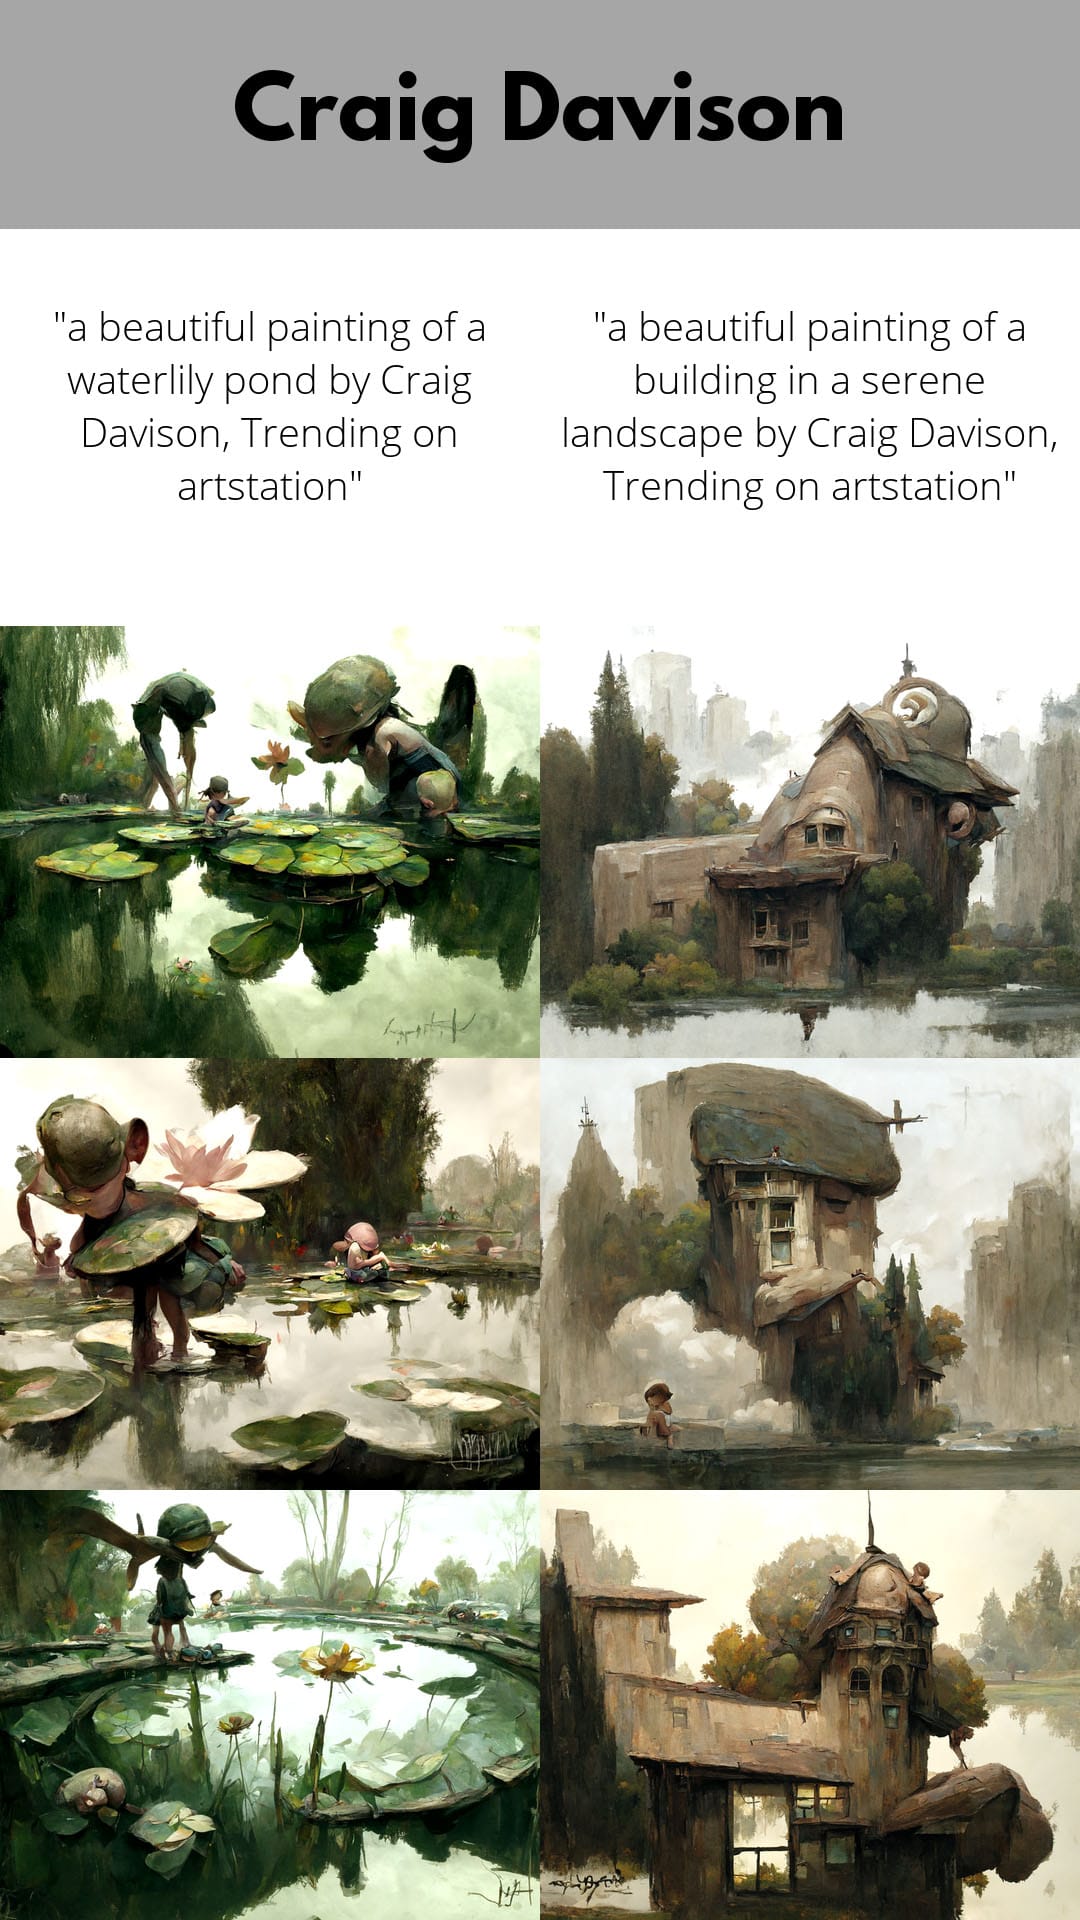 Craig Davison
"a beautiful painting of a
waterlily pond by Craig
Davison, Trending on
artstation"
"a beautiful painting of a
building in a serene
landscape by Craig Davison,
Trending on artstation"